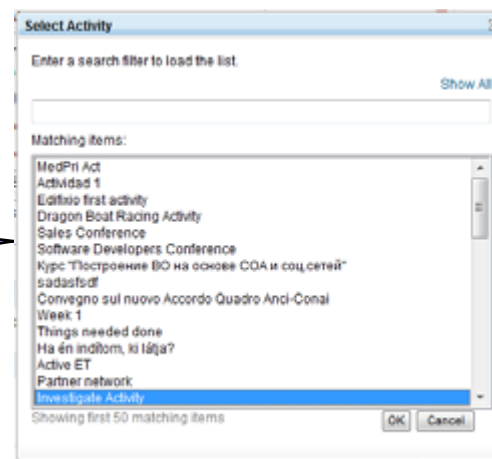 Select Activity
Enter a search filter to load the list.
Show All
Matching items:
MedPri Act
Actividad 1
Edifixio first activity
Dragon Boat Racing Activity
Sales Conference
Software Developers Conference
Курс "Построение ВО на основе СОА и соц.сетей"
sadasfsdf
Convegno sul nuovo Accordo Quadro Anci-Conai
Week 1
Things needed done
Ha én indítom, ki látja?
Active ET
Partner network
Investigate Activity
Showing first 50 matching items
OK Cancel